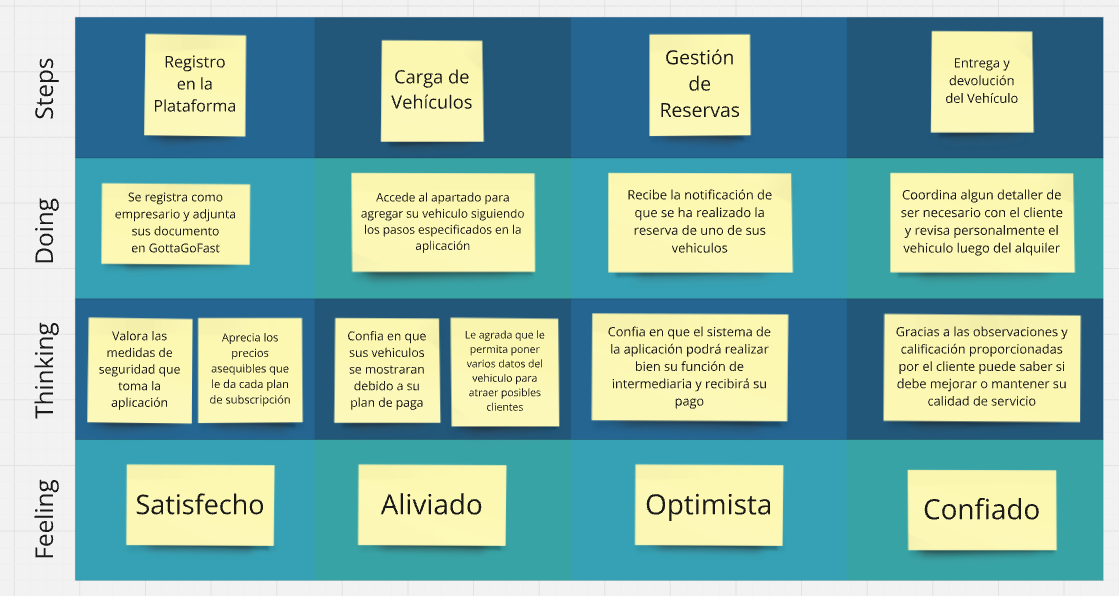 Steps
Registro
en la
Plataforma
Carga de
Vehículos
Gestión
de
Reservas
Entrega y
devolución
del Vehículo
Doing
Se registra como
empresario y adjunta
sus documento
en GottaGoFast
Accede al apartado para
agregar su vehiculo siguiendo
los pasos especificados en la
aplicación
Recibe la notificación de
que se ha realizado la
reserva de uno de sus
vehiculos
Coordina algun detaller de
ser necesario con el cliente
y revisa personalmente el
vehiculo luego del alquiler
Thinking
Valora las
medidas de
seguridad que
toma la
aplicación
Aprecia los
precios
asequibles que
le da cada plan
de subscripción
Confia en que
sus vehiculos
se mostraran
debido a su
plan de paga
Le agrada que le
permita poner
varios datos del
vehículo para
atraer posibles
clientes
Confia en que el sistema de
la aplicación podrá realizar
bien su función de
intermediaria y recibirá su
pago
Gracias a las observaciones y
calificación proporcionadas
por el cliente puede saber si
debe mejorar o mantener su
calidad de servicio
Feeling
Satisfecho
Aliviado
Optimista
Confiado